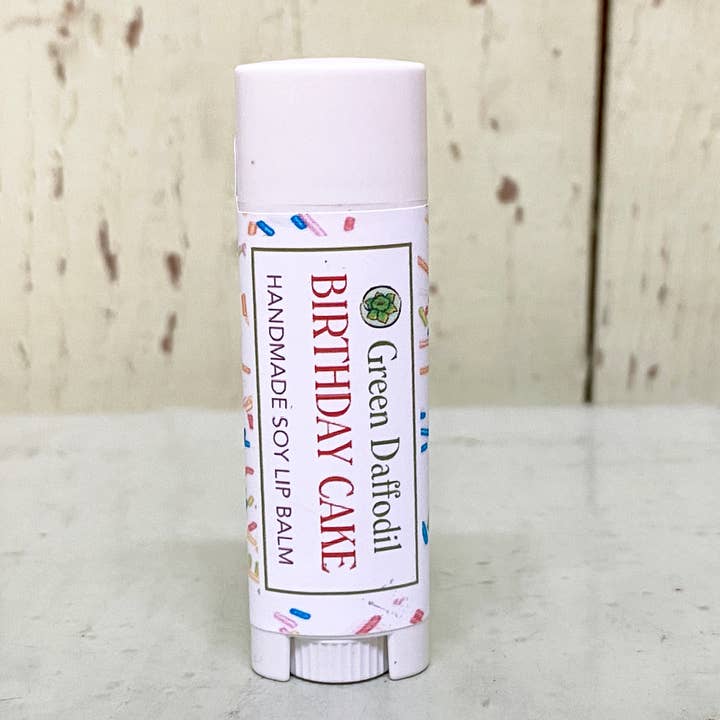 Green Daffodil
BIRTHDAY CAKE
HANDMADE SOY LIP BALM